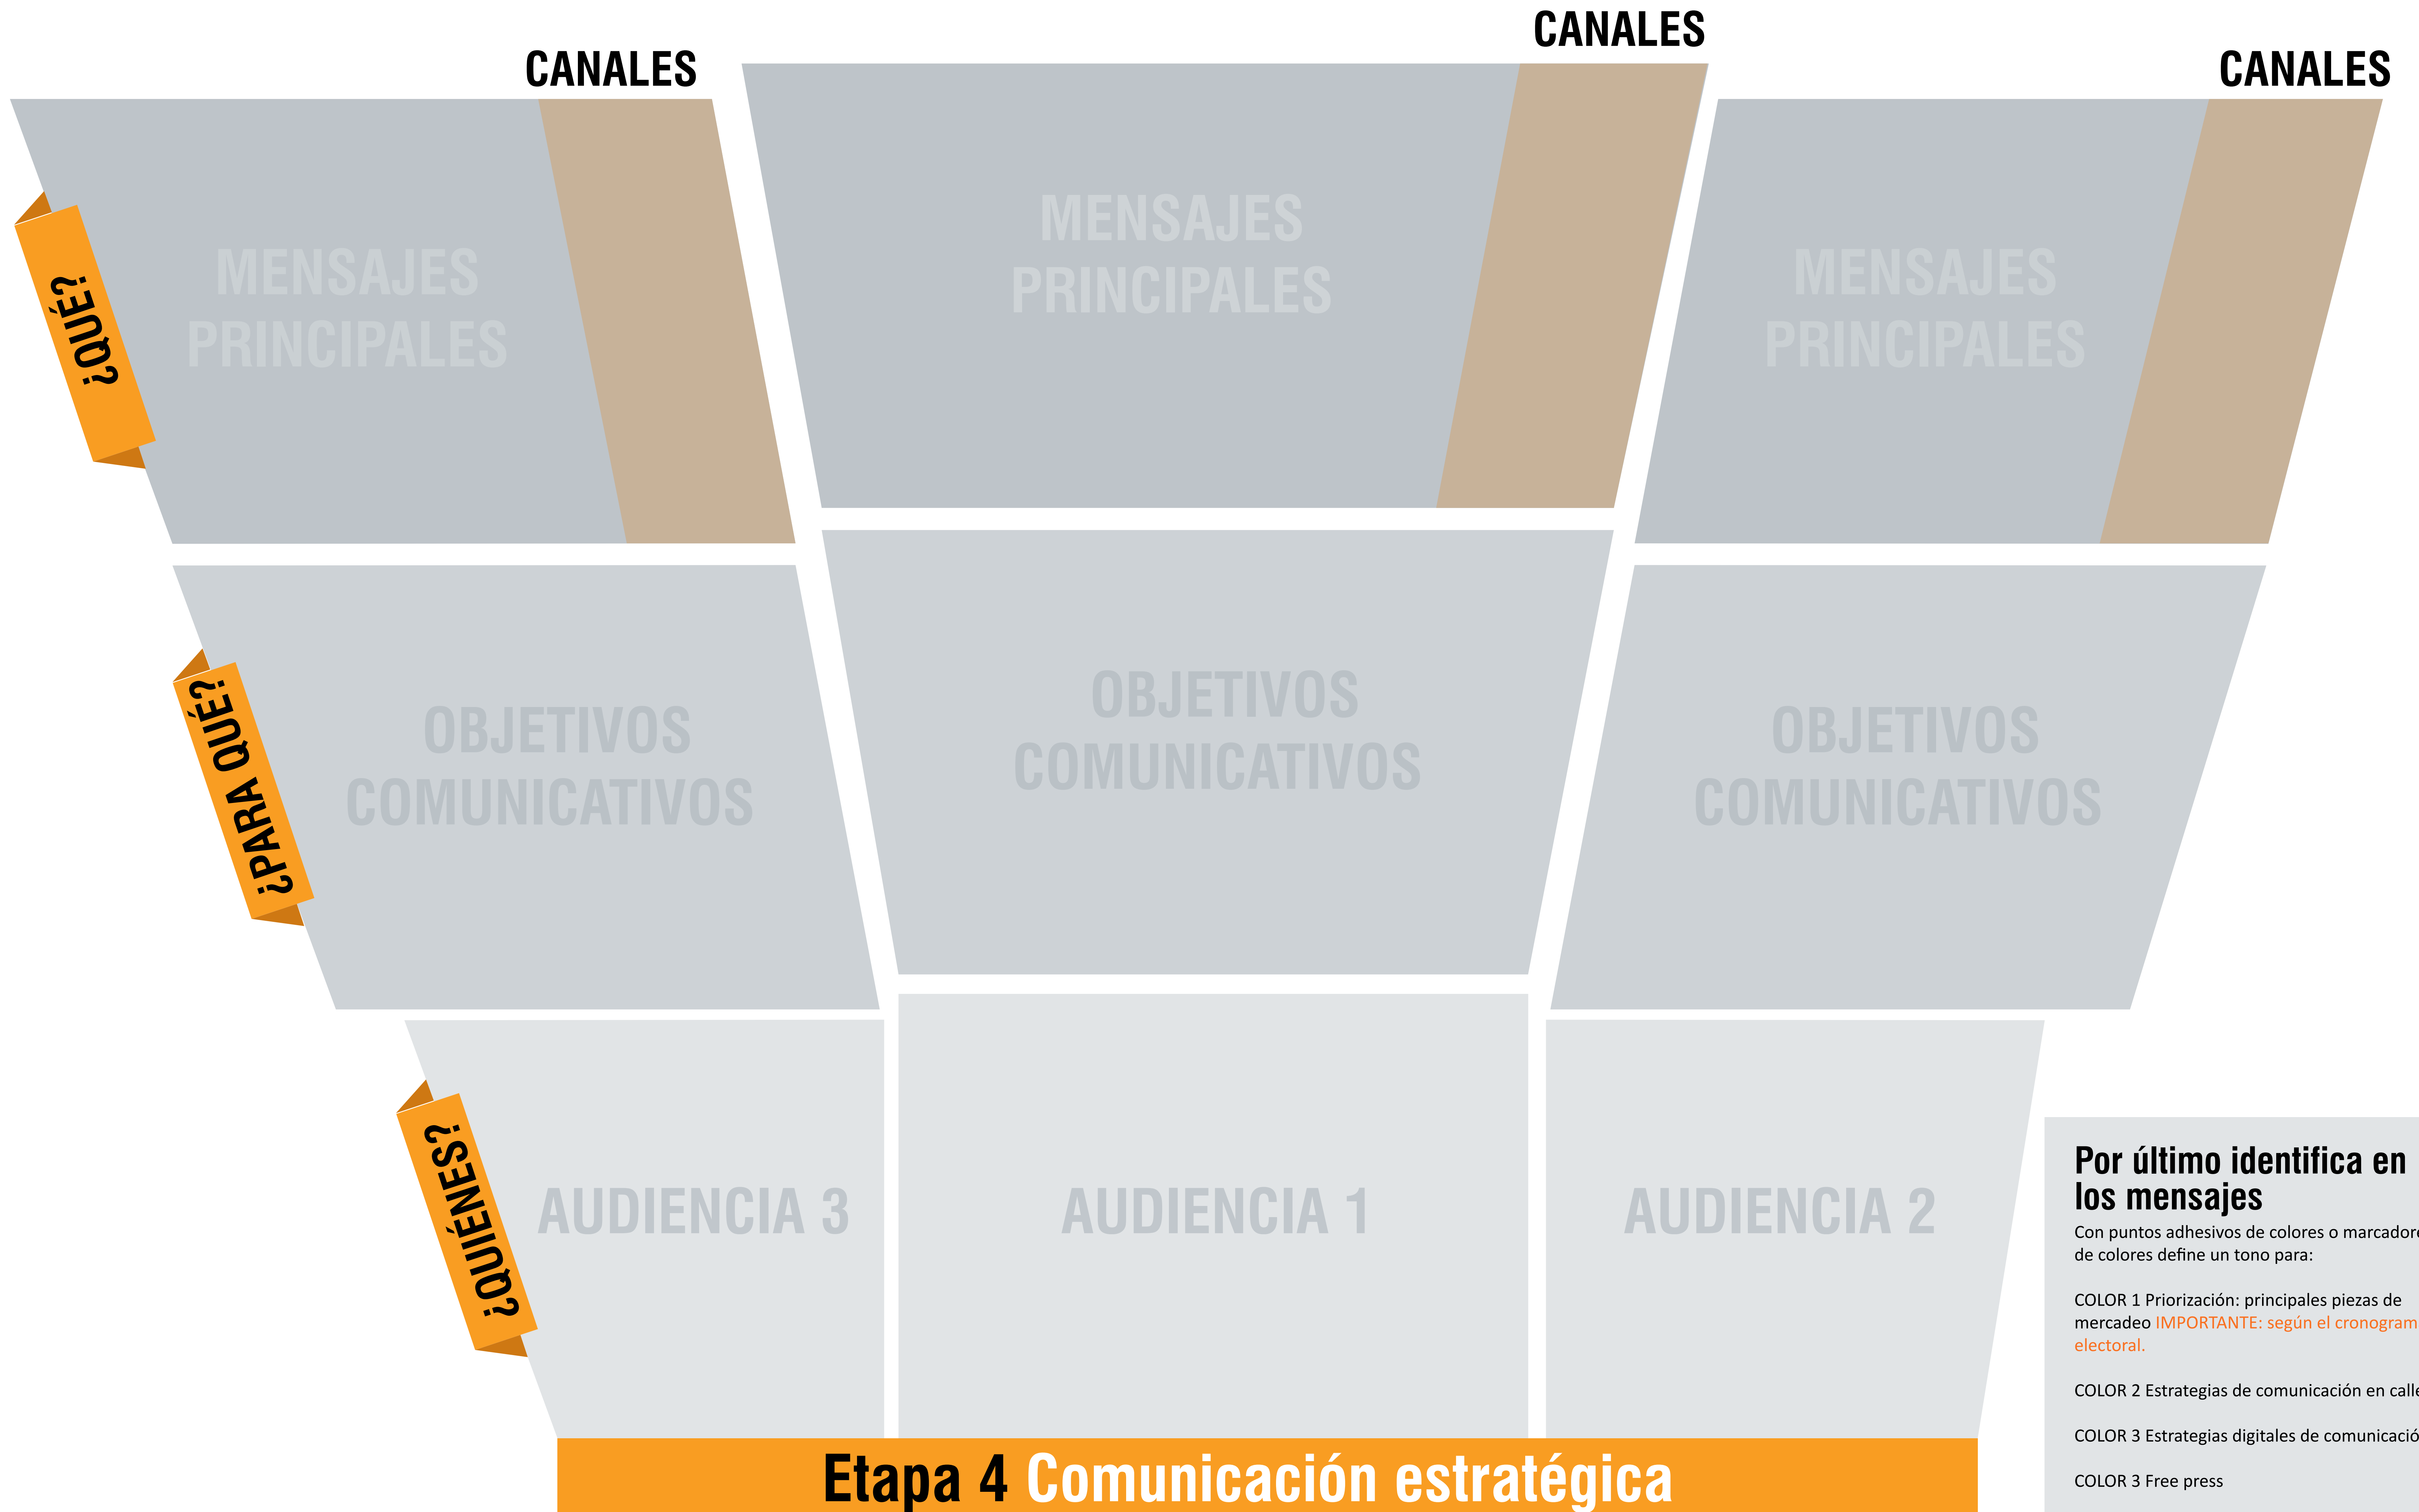 CANALES
CANALES
CANALES
¿QUÉ?
MENSAJES
PRINCIPALES
MENSAJES
PRINCIPALES
MENSAJES
PRINCIPALES
¿PARA QUÉ?
OBJETIVOS
COMUNICATIVOS
OBJETIVOS
COMUNICATIVOS
OBJETIVOS
COMUNICATIVOS
¿QUIÉNES?
AUDIENCIA 3
AUDIENCIA 1
AUDIENCIA 2
Por último identifica en
los mensajes
Con puntos adhesivos de colores o marcadore
de colores define un tono para:
COLOR 1 Priorización: principales piezas de
mercadeo IMPORTANTE: según el cronogram
electoral.
COLOR 2 Estrategias de comunicación en calle
COLOR 3 Estrategias digitales de comunicació
COLOR 3 Free press
Etapa 4 Comunicación estratégica